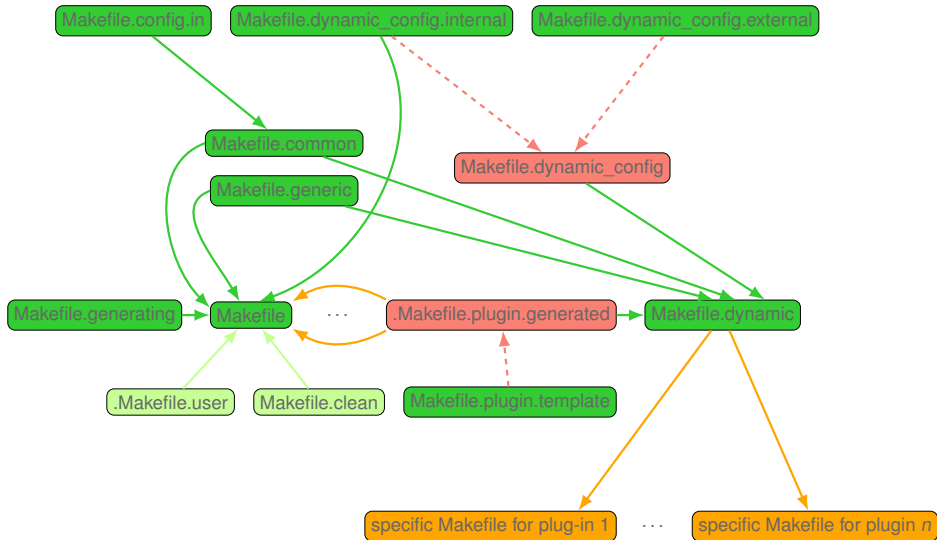 Makefile.config.in
Makefile.dynamic_config.internal
Makefile.dynamic_config.external
Makefile.common
Makefile.dynamic_config
Makefile.generic
Makefile.generating
Makefile
...
.Makefile.plugin.generated
Makefile.dynamic
.Makefile.user
Makefile.clean
Makefile.plugin.template
specific Makefile for plug-in 1
...
specific Makefile for plugin n